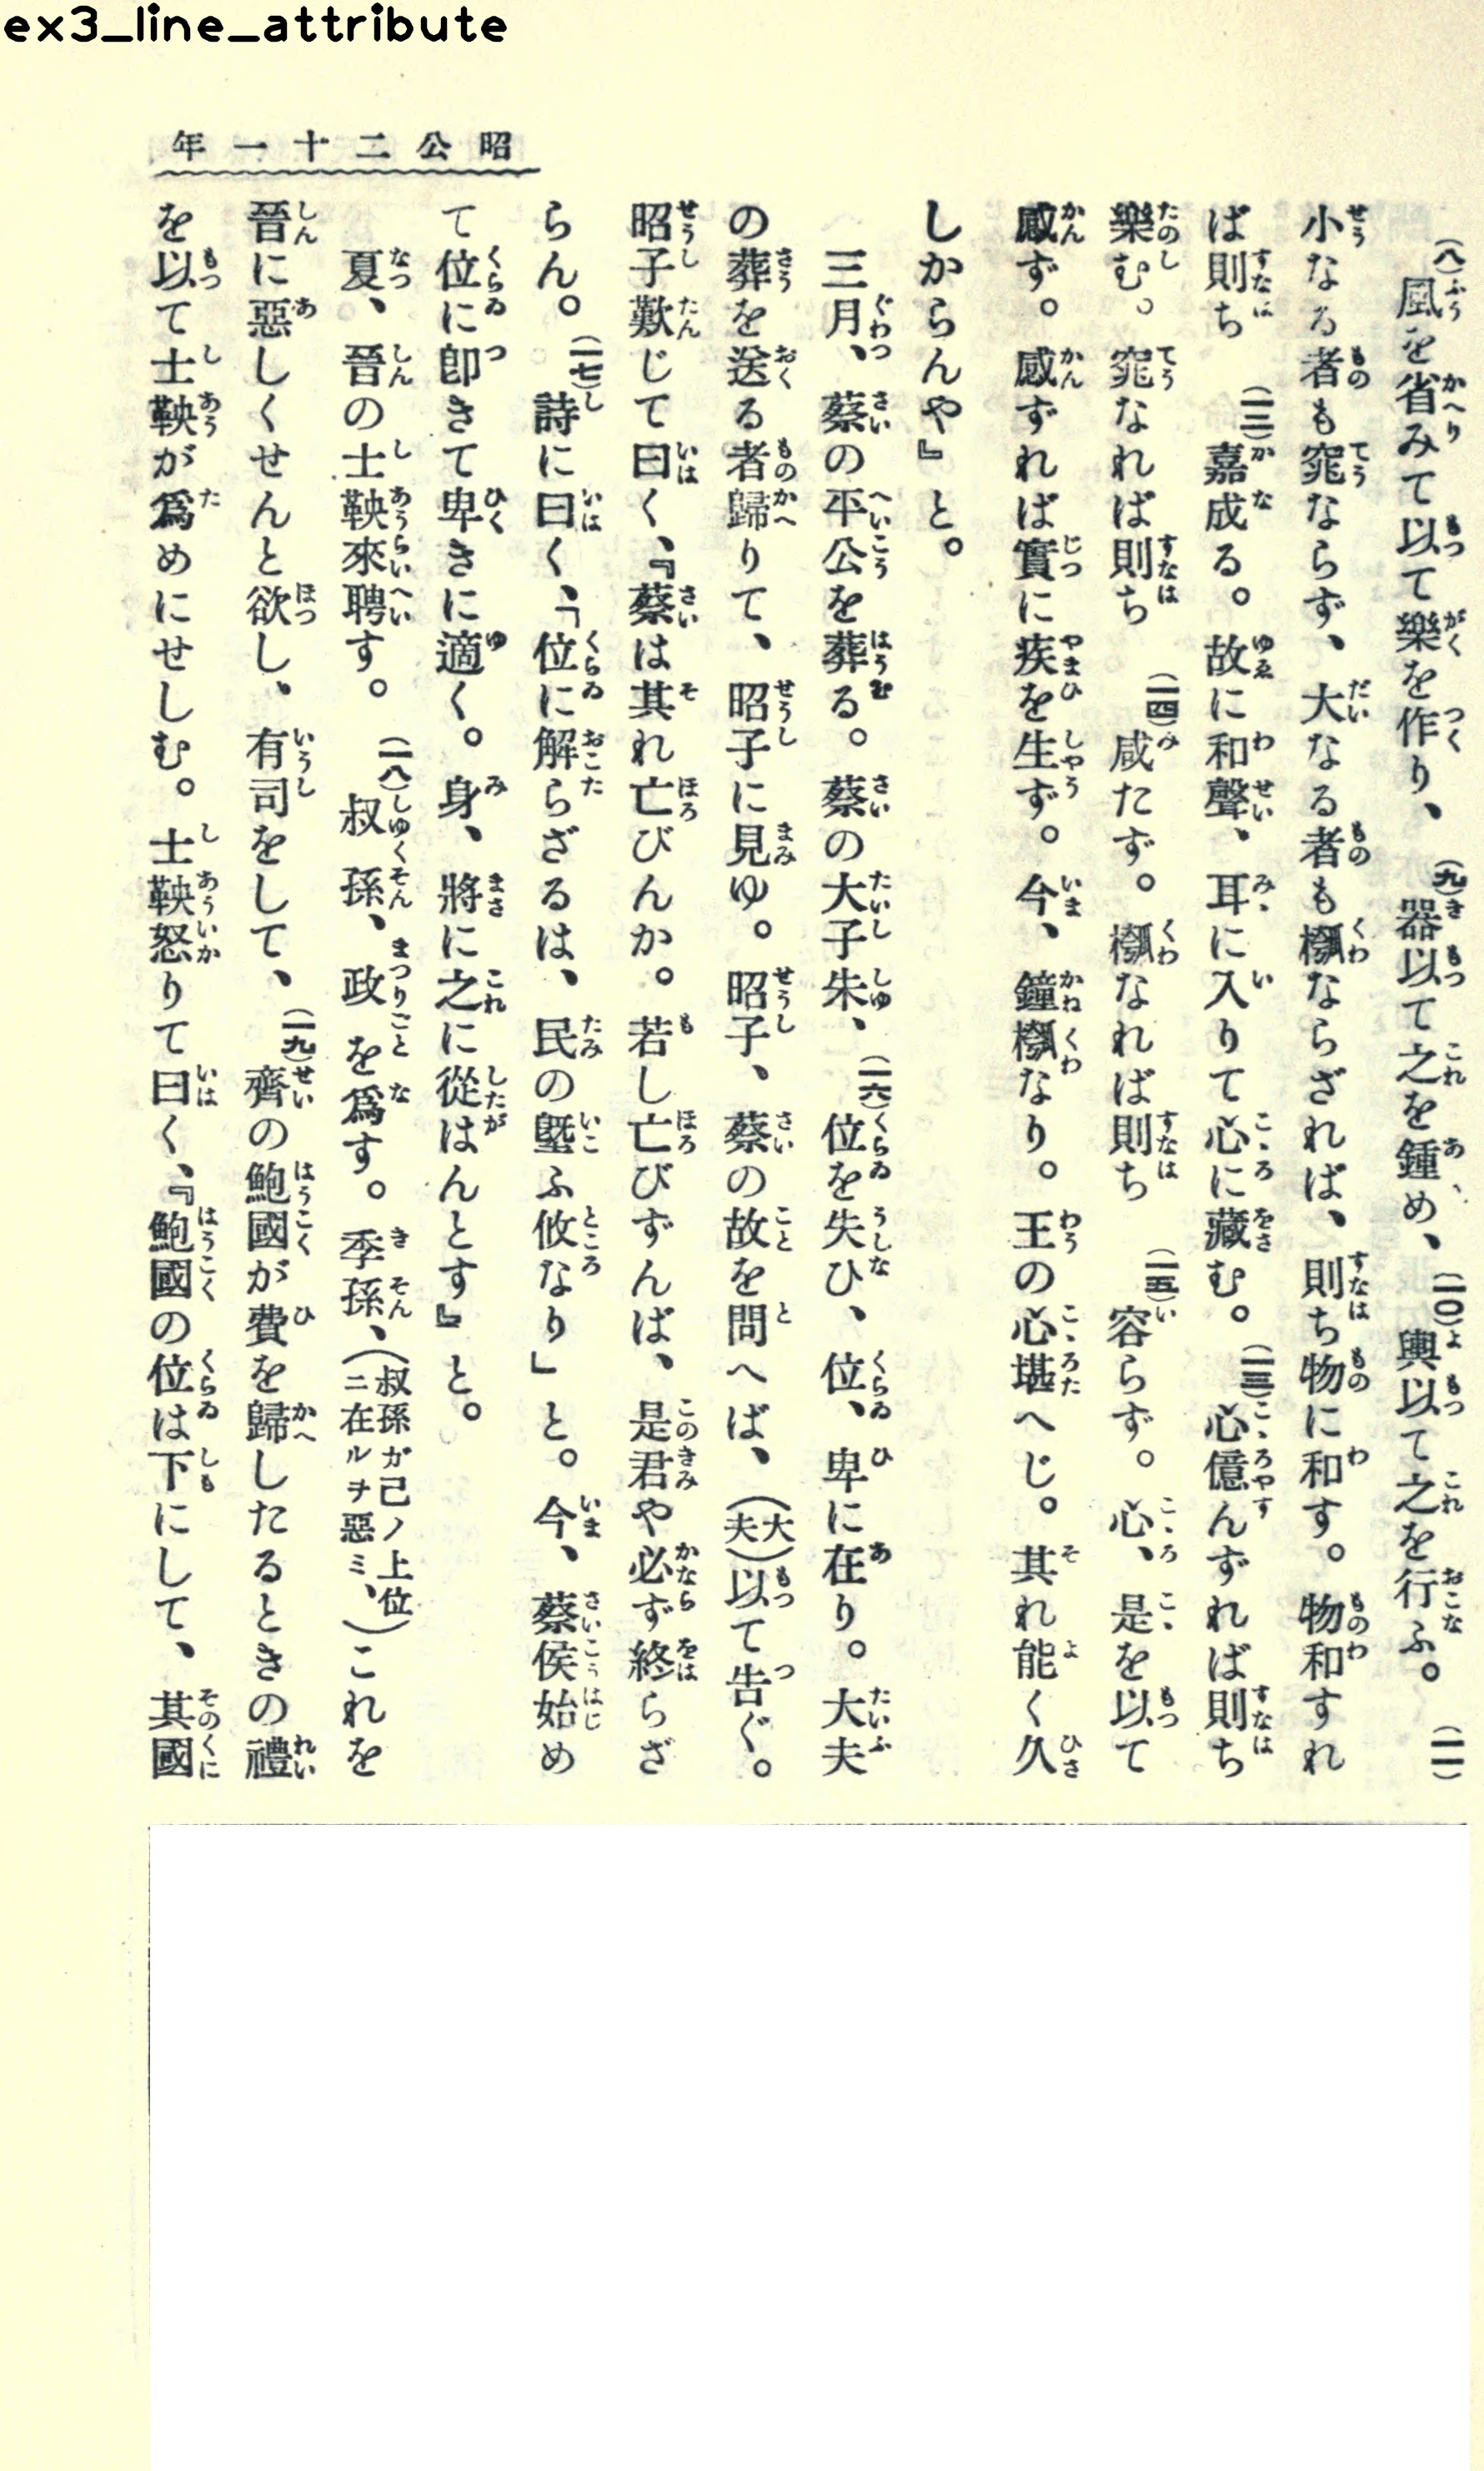 ex3_line_attribute
昭公二十一年
(八)風を省みて以て樂を作り、(九)器以て之を鍾め、(一〇)輿以て之を行ふ。(一一)
小なる者も窕ならず、大なる者も槬ならざれば、則ち物に和す。物和すれ
ば則ち(一二)嘉成る。故に和聲、耳に入りて心に藏む。(一三)心億んずれば則ち
樂む。窕なれば則ち(一四)咸たず。槬なれば則ち(一五)容らず。心、是を以て
感ず。感ずれば實に疾を生ず。今、鐘槬なり。王の心堪へじ。其れ能く久
しからんや』と。
三月、蔡の平公を葬る。蔡の大子朱、(一六)位を失ひ、位、卑に在り。大夫
の葬を送る者歸りて、昭子に見ゆ。昭子、蔡の故を問へば、(大夫)以て告ぐ。
昭子歎じて曰く、『蔡は其れ亡びんか。若し亡びずんば、是君や必ず終らざ
らん。(一七)詩に曰く、「位に解らざるは、民の塈ふ攸なり」と。今、蔡侯始め
て位に卽きて卑きに適く。身、將に之に從はんとす』と。
夏、晉の士鞅來聘す。(一八)叔孫、政を爲す。季孫、(叔孫ガ己ノ上位ニ在ルヲ惡ミ、)これを
晉に惡しくせんと欲し、有司をして、(一九)齊の鮑國が費を歸したるときの禮
を以て士鞅が爲めにせしむ。士鞅怒りて曰く、『鮑國の位は下にして、其國